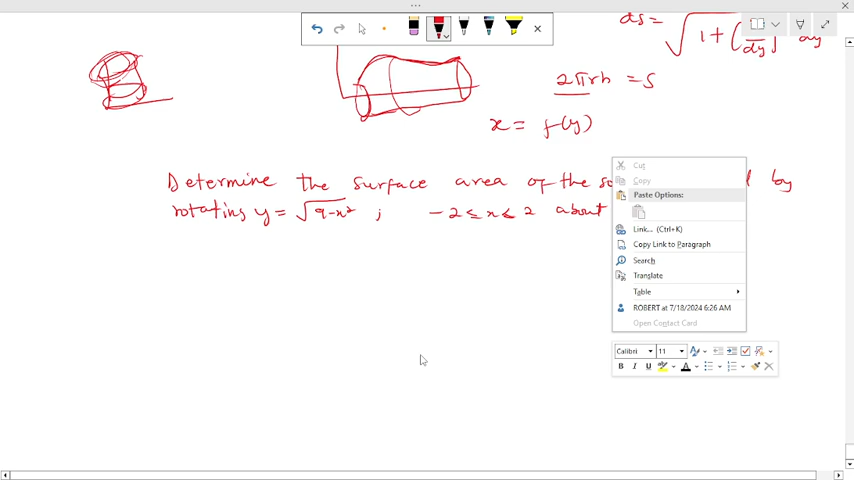 ...
ds = √1 + (/dy) dy
2πrh = S
x = f(y)
Determine the surface area of the so by
rotating y = √9-x² ; -2 ≤ x ≤ 2 about
Cut
Copy
Paste Options:
Link... (Ctrl+K)
Copy Link to Paragraph
Search
Translate
Table
ROBERT at 7/18/2024 6:26 AM
Open Contact Card
Calibri 11
B I U A